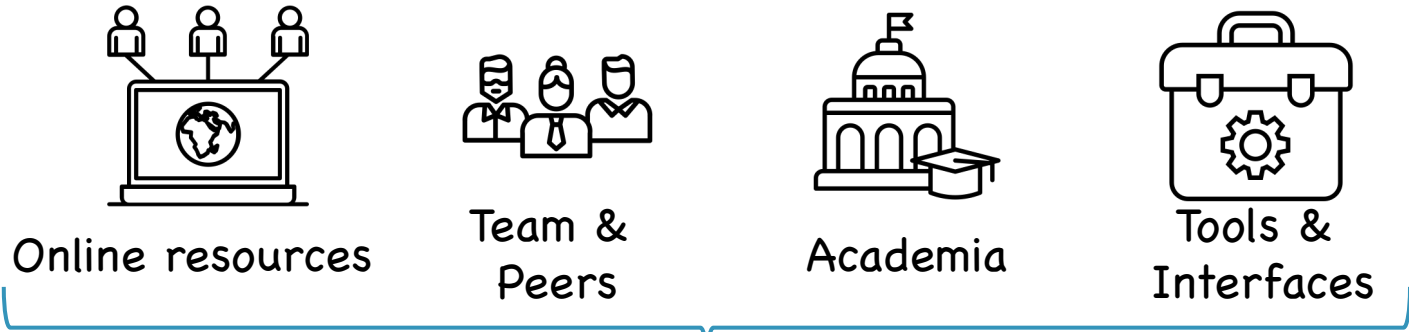 Online resources
Team &
Peers
Academia
Tools &
Interfaces